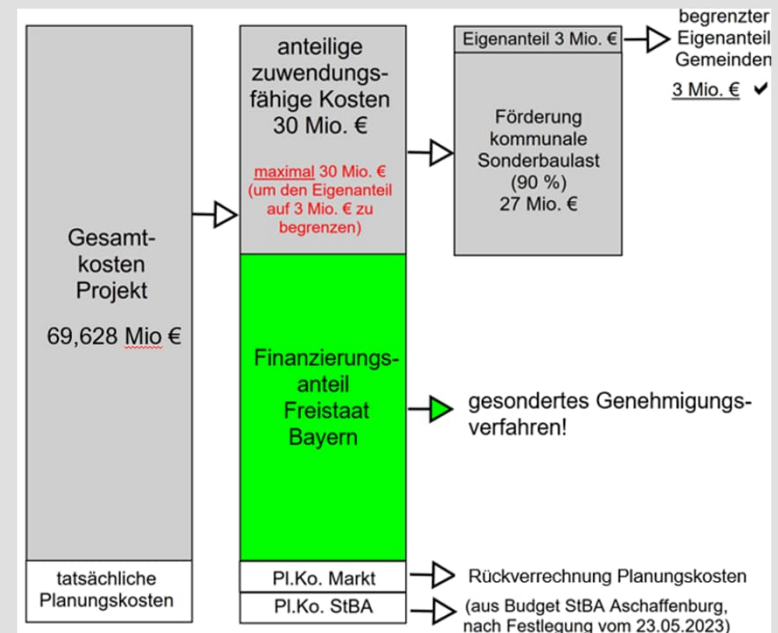 Gesamt-
kosten
Projekt
69,628 Mio €
tatsächliche
Planungskosten
anteilige
zuwendungs-
fähige Kosten
30 Mio. €
maximal 30 Mio. €
(um den Eigenanteil
auf 3 Mio. € zu
begrenzen)
Finanzierungs-
anteil
Freistaat
Bayern
Pl.Ko. Markt
Pl.Ko. StBA
Eigenanteil 3 Mio. €
Förderung
kommunale
Sonderbaulast
(90 %)
27 Mio. €
begrenzter
Eigenanteil
Gemeinden
3 Mio. € ✔
gesondertes Genehmigungs-
verfahren!
Rückverrechnung Planungskosten
(aus Budget StBA Aschaffenburg,
nach Festlegung vom 23.05.2023)